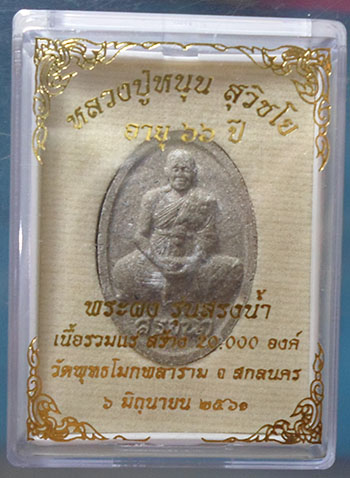 หลวงปู่หนุน สุวิชโย
อายุ ๖๖ ปี
พระผง รุ่นสรงน้ำ
เนื้อรวมแร่ สร้าง 20,000 องค์
วัดพุทธโมกพลาราม จ สกลนคร
๖ มิถุนายน ๒๕๖๑